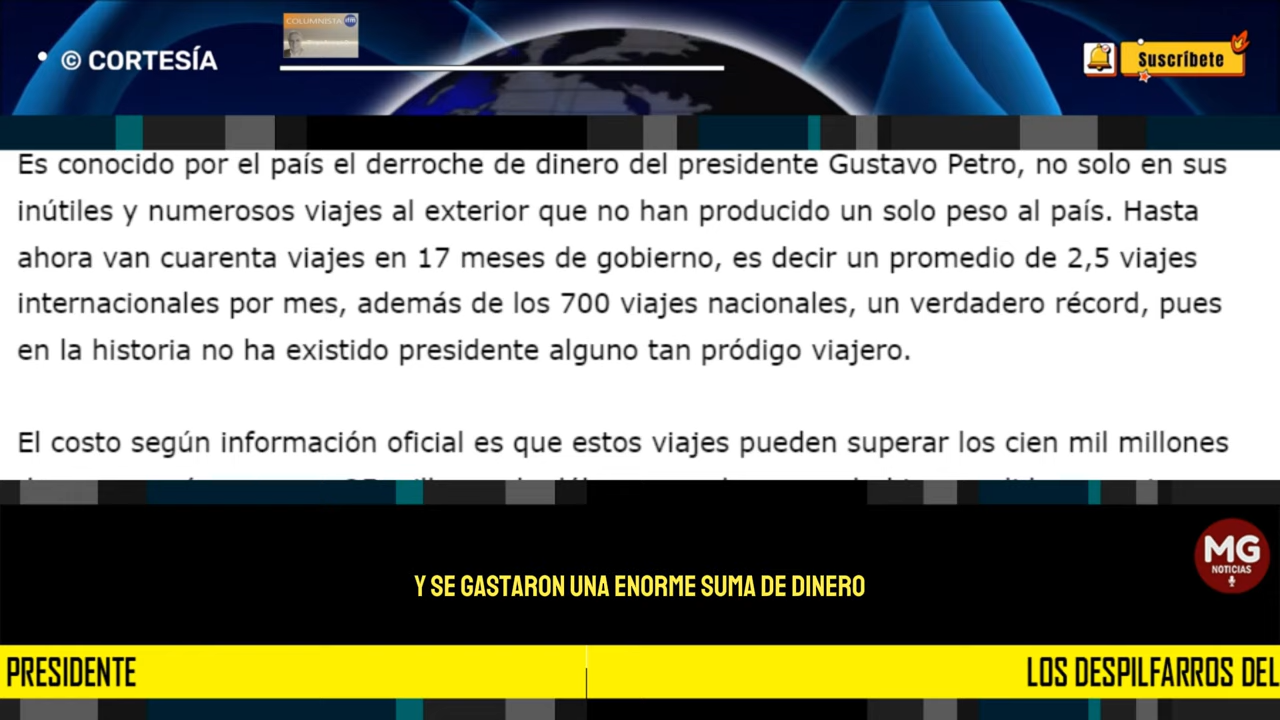 COLUMNISTA ifm
• © CORTESÍA
Suscríbete
Es conocido por el país el derroche de dinero del presidente Gustavo Petro, no solo en sus
inútiles y numerosos viajes al exterior que no han producido un solo peso al país. Hasta
ahora van cuarenta viajes en 17 meses de gobierno, es decir un promedio de 2,5 viajes
internacionales por mes, además de los 700 viajes nacionales, un verdadero récord, pues
en la historia no ha existido presidente alguno tan pródigo viajero.
El costo según información oficial es que estos viajes pueden superar los cien mil millones
MG
NOTICIAS
Y SE GASTARON UNA ENORME SUMA DE DINERO
PRESIDENTE
LOS DESPILFARROS DEL